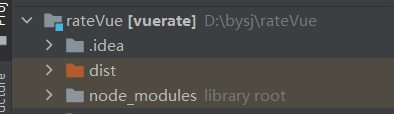 rateVue [vuerate] D:\bysj\rateVue
.idea
dist
node_modules library root